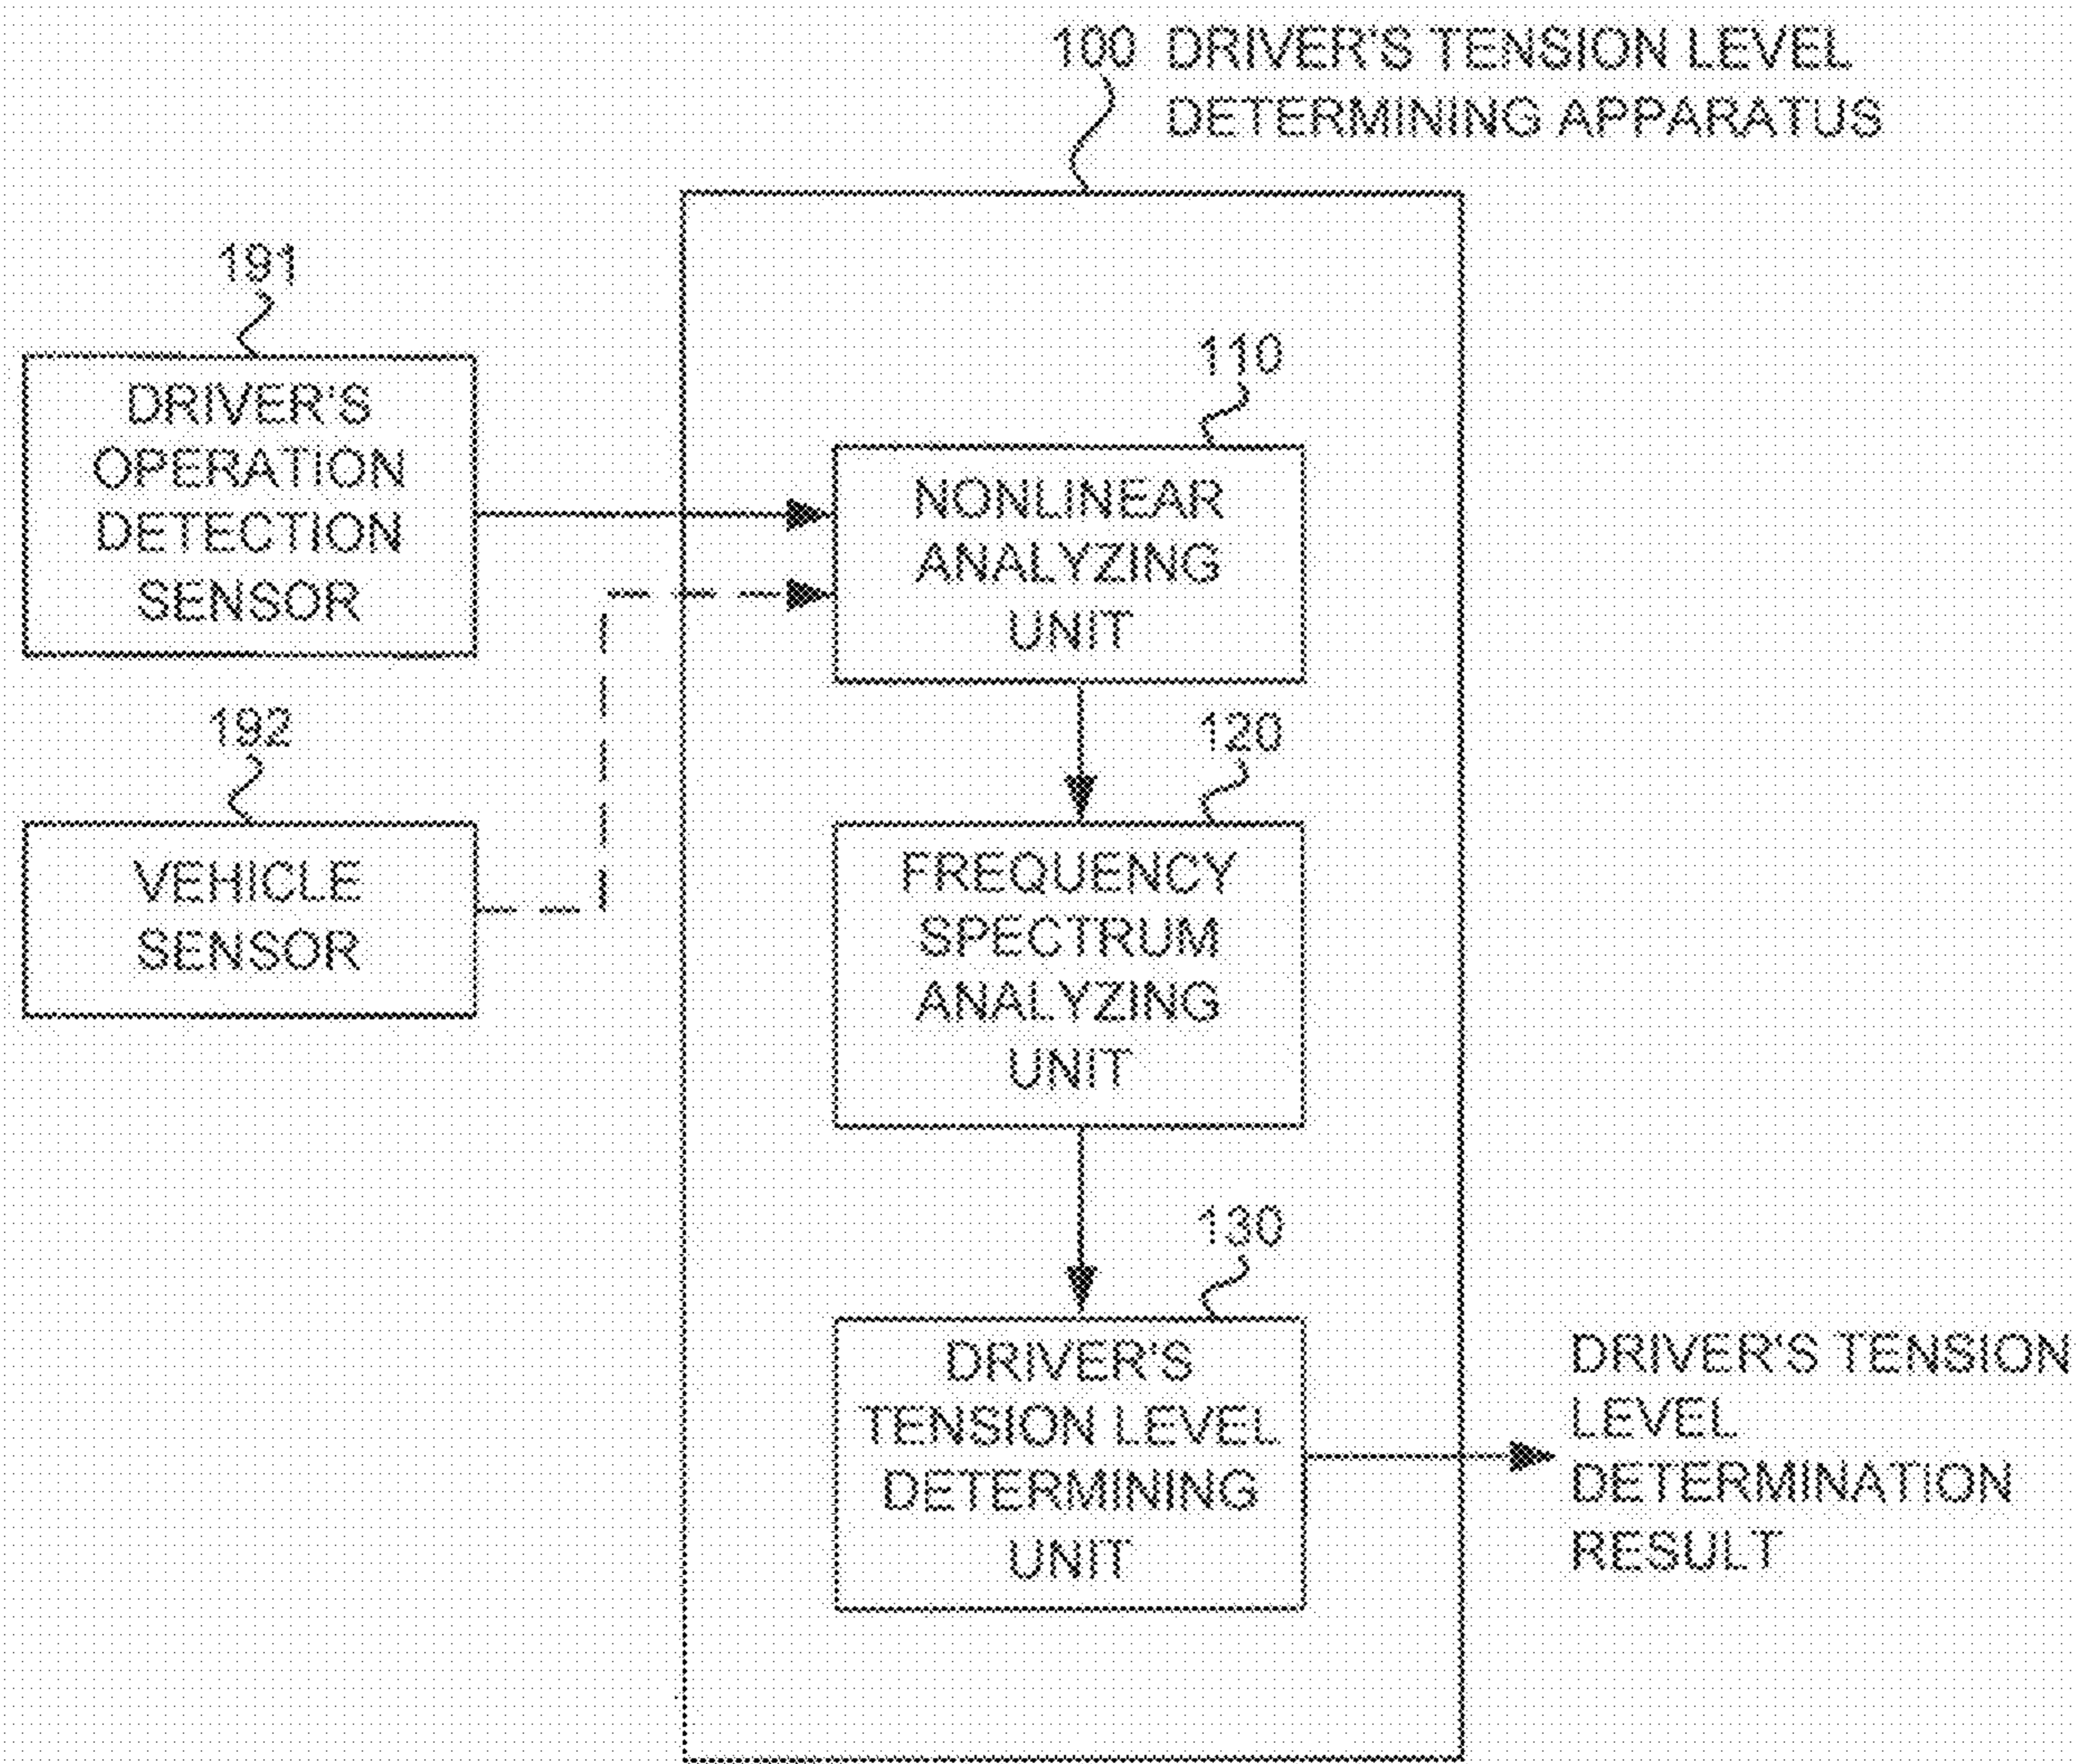 100 DRIVER'S TENSION LEVEL
DETERMINING APPARATUS
191
DRIVER'S
OPERATION
DETECTION
SENSOR
192
VEHICLE
SENSOR
110
NONLINEAR
ANALYZING
UNIT
120
FREQUENCY
SPECTRUM
ANALYZING
UNIT
130
DRIVER'S
TENSION LEVEL
DETERMINING
UNIT
DRIVER'S TENSION
LEVEL
DETERMINATION
RESULT